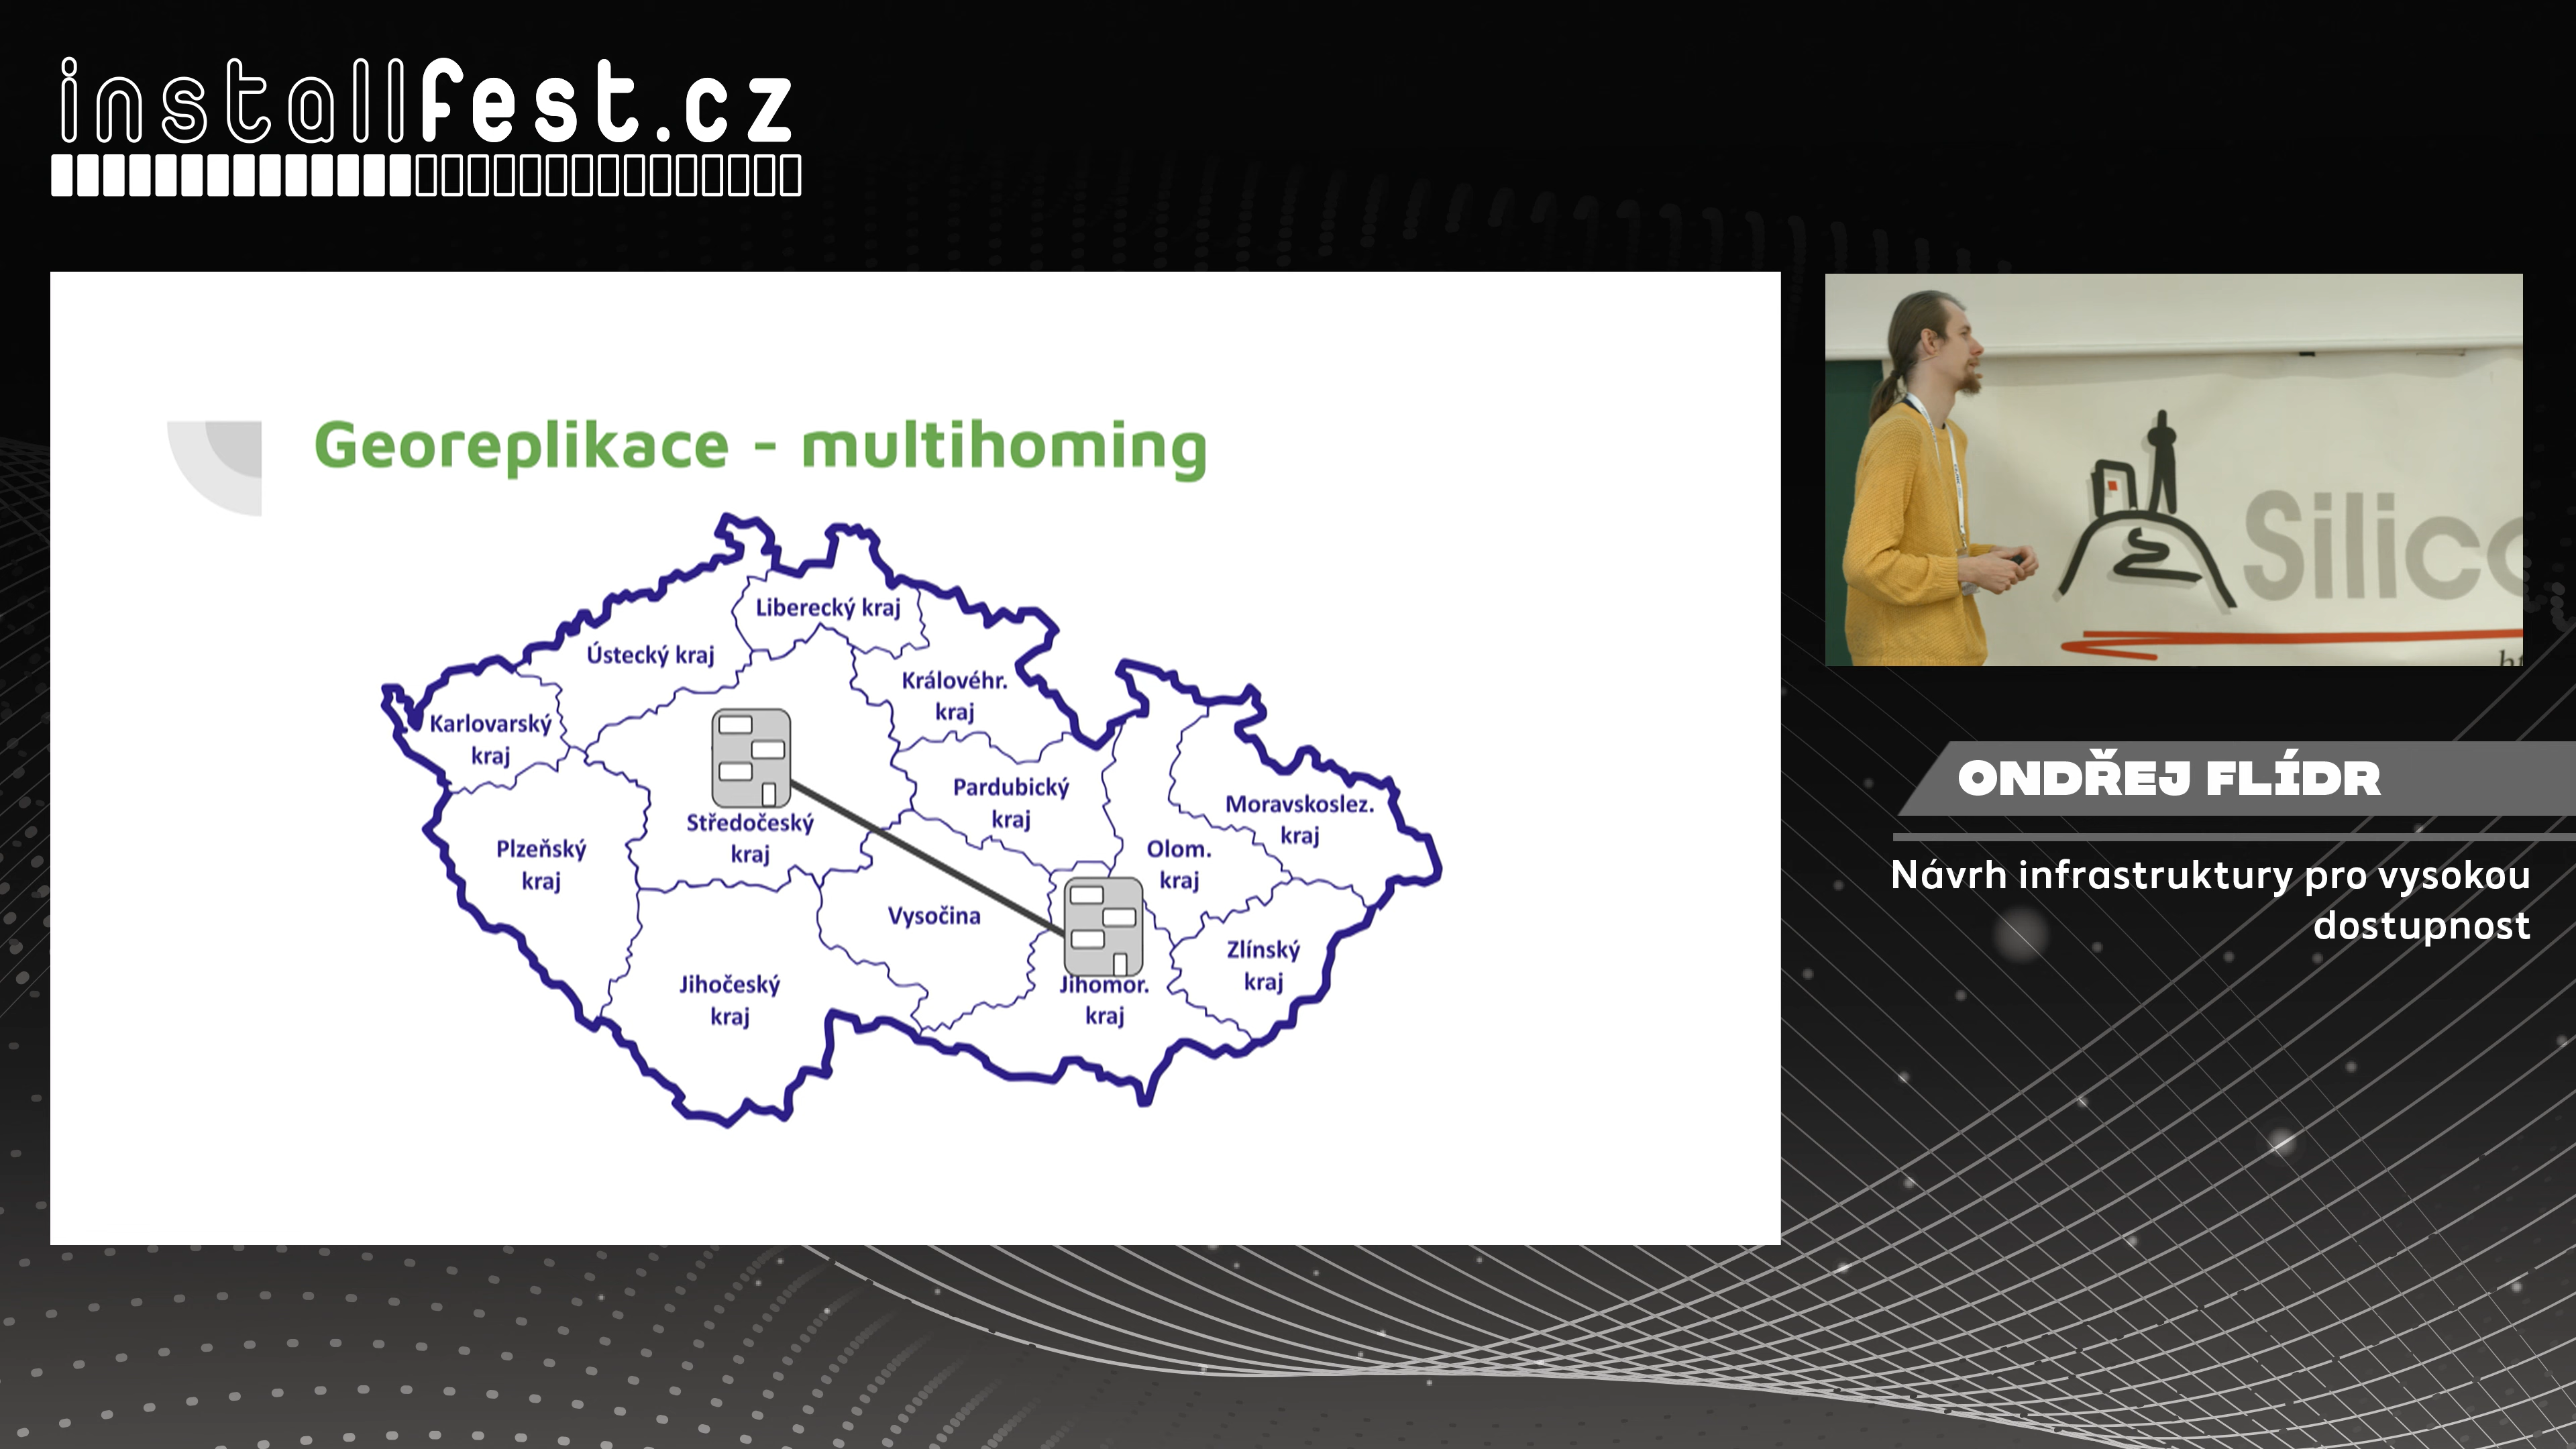 installfest.cz
Georeplikace - multihoming
Liberecký kraj
Ústecký kraj
Královéhr.
kraj
Karlovarský
kraj
Pardubický
kraj
Moravskoslez.
kraj
Středočeský
kraj
Plzeňský
kraj
Olom.
kraj
Vysočina
Zlínský
kraj
Jihočeský
kraj
Jihomor.
kraj
Silico
ONDŘEJ FLÍDR
Návrh infrastruktury pro vysokou
dostupnost